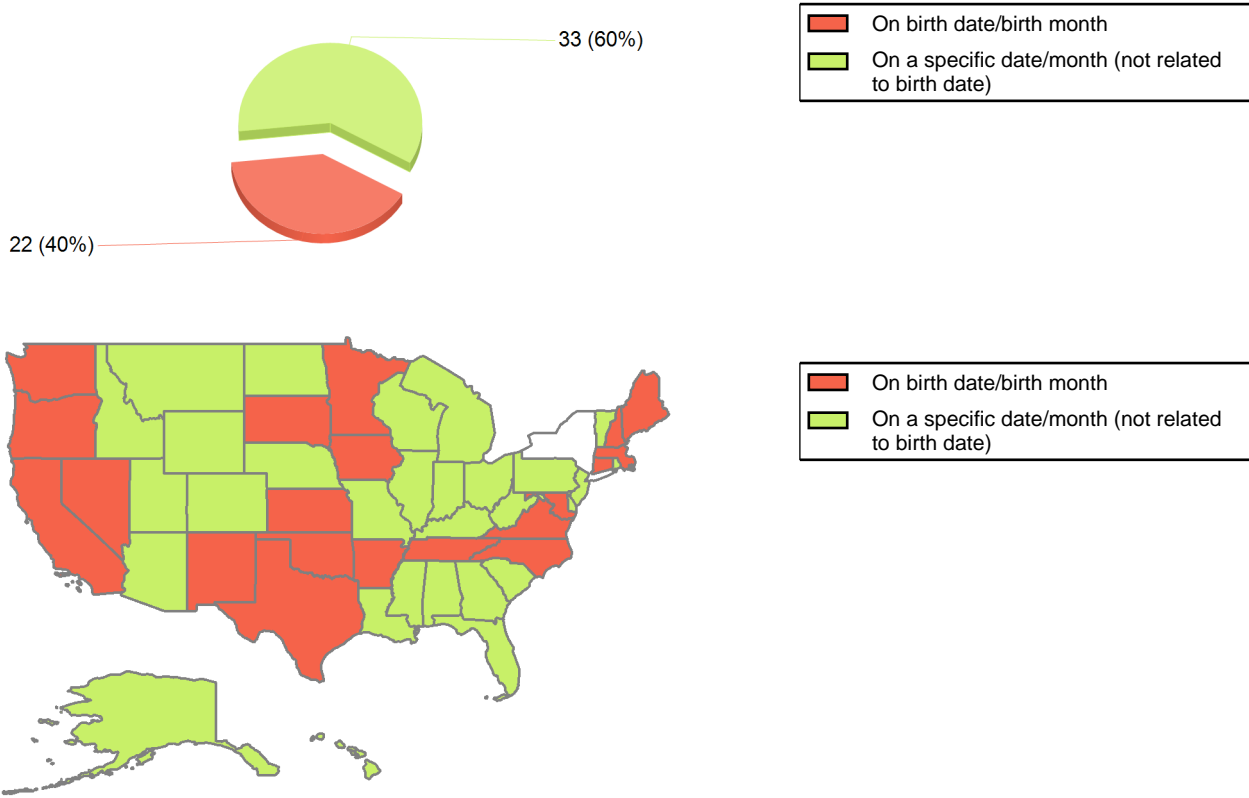 33 (60%)
22 (40%)
On birth date/birth month
On a specific date/month (not related
to birth date)
On birth date/birth month
On a specific date/month (not related
to birth date)